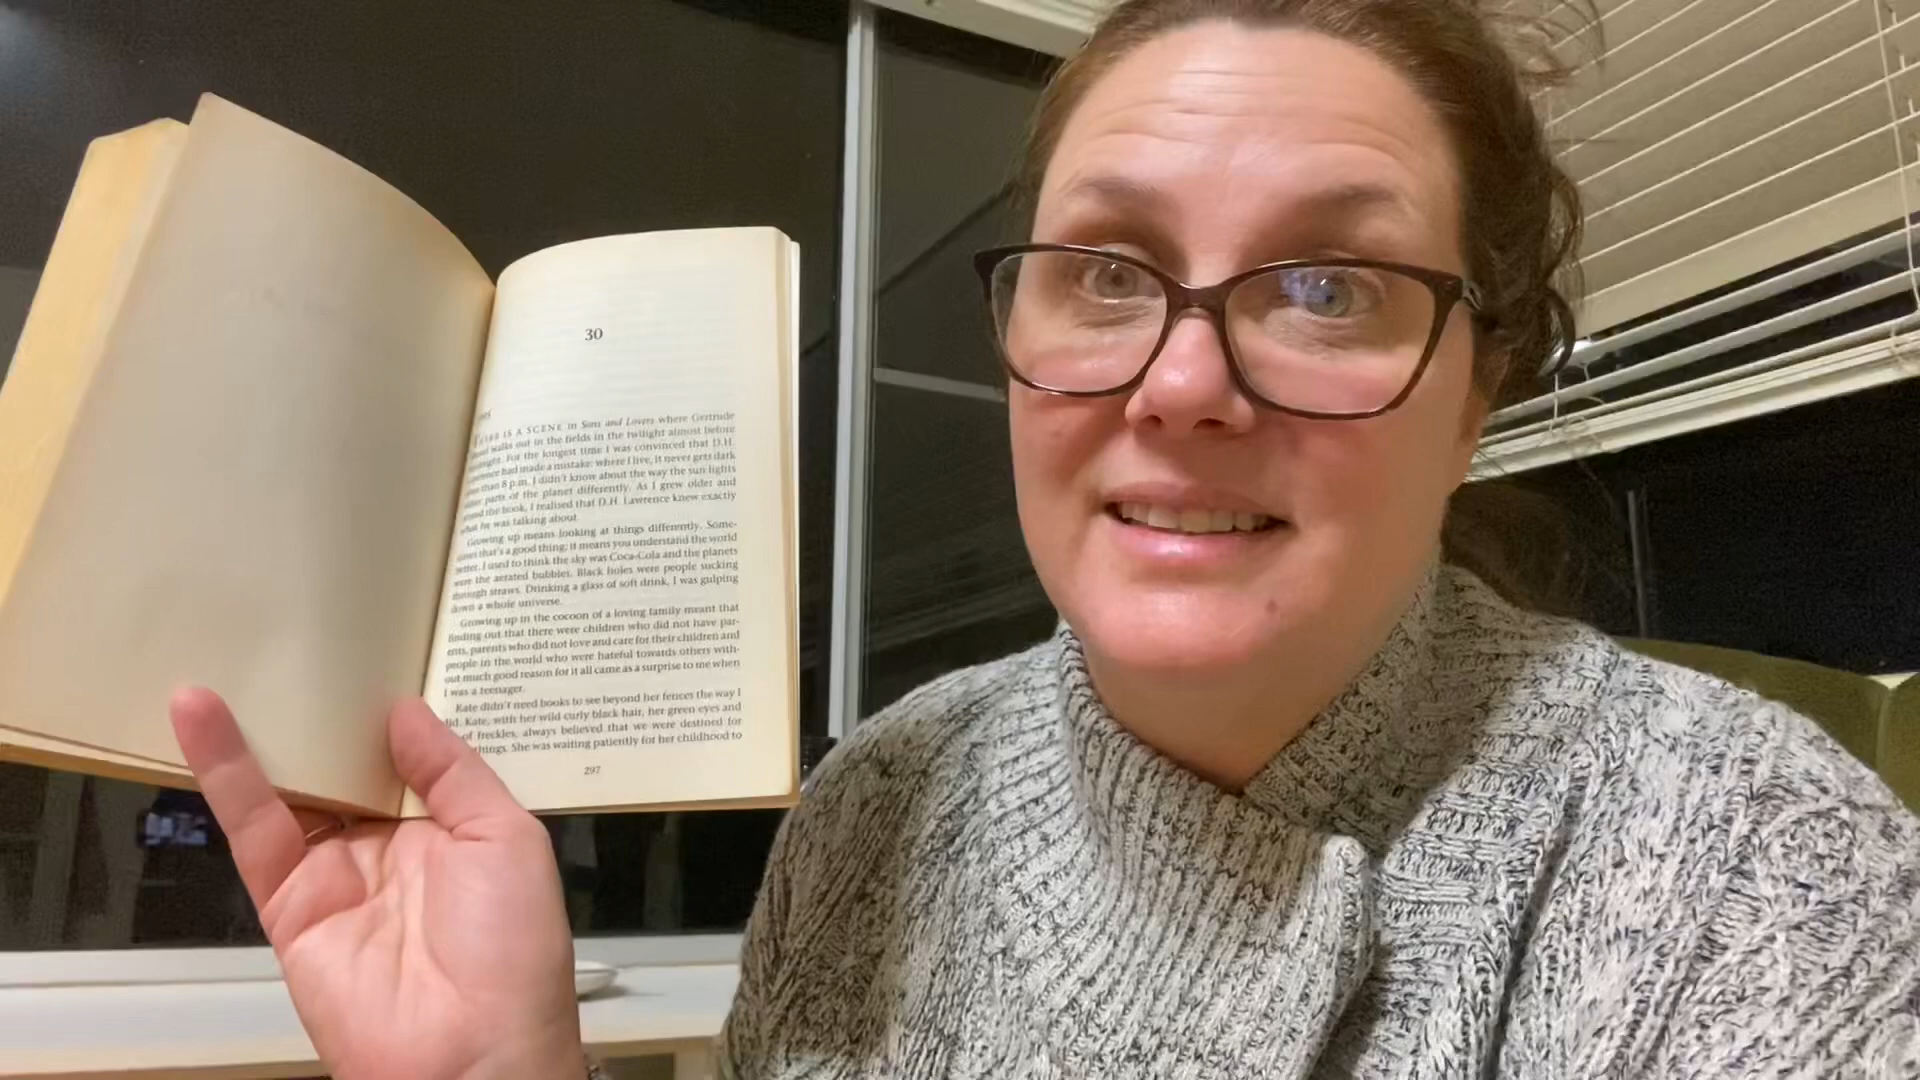 30
IS A SCENE in Sons and Lovers where Gertrude
walks out in the fields in the twilight almost before
For the longest time I was convinced that D.H.
had made a mistake: where I live, it never gets dark
than 8 p.m. I didn't know about the way the sun lights
parts of the planet differently. As I grew older and
the book, I realised that D.H. Lawrence knew exactly
what he was talking about.
Growing up means looking at things differently. Some-
that's a good thing; it means you understand the world
better. I used to think the sky was Coca-Cola and the planets
were the aerated bubbles. Black holes were people sucking
through straws. Drinking a glass of soft drink, I was gulping
down a whole universe.
Growing up in the cocoon of a loving family meant that
finding out that there were children who did not have par-
ents, parents who did not love and care for their children and
people in the world who were hateful towards others with-
out much good reason for it all came as a surprise to me when
I was a teenager.
Kate didn't need books to see beyond her fences the way I
did. Kate, with her wild curly black hair, her green eyes and
of freckles, always believed that we were destined for
things. She was waiting patiently for her childhood to
297